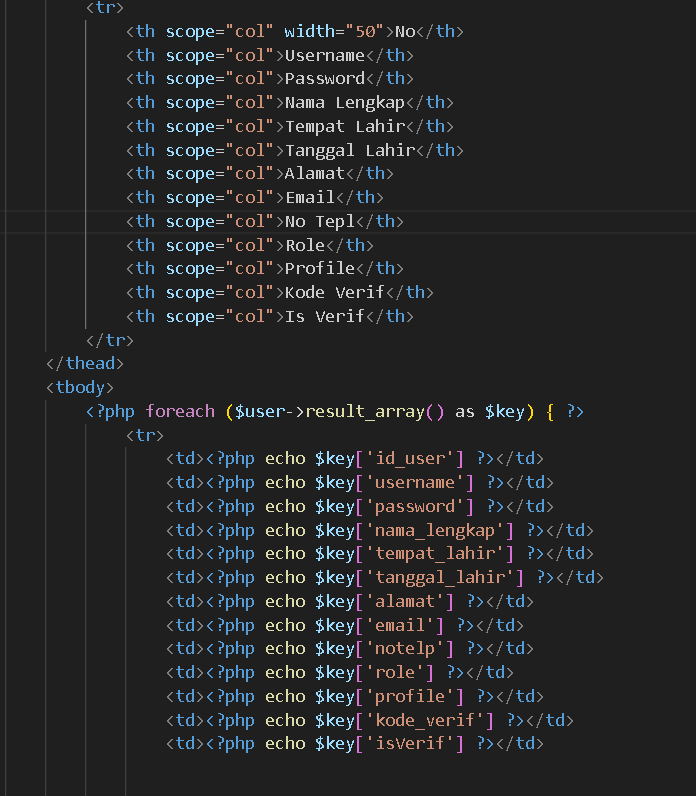 <tr>
<th scope="col" width="50">No</th>
<th scope="col">Username</th>
<th scope="col">Password</th>
<th scope="col">Nama Lengkap</th>
<th scope="col">Tempat Lahir</th>
<th scope="col">Tanggal Lahir</th>
<th scope="col">Alamat</th>
<th scope="col">Email</th>
<th scope="col">No Tepl</th>
<th scope="col">Role</th>
<th scope="col">Profile</th>
<th scope="col">Kode Verif</th>
<th scope="col">Is Verif</th>
</tr>
</thead>
<tbody>
<?php foreach ($user->result_array() as $key) { ?>
<tr>
<td><?php echo $key['id_user'] ?></td>
<td><?php echo $key['username'] ?></td>
<td><?php echo $key['password'] ?></td>
<td><?php echo $key['nama_lengkap'] ?></td>
<td><?php echo $key['tempat_lahir'] ?></td>
<td><?php echo $key['tanggal_lahir'] ?></td>
<td><?php echo $key['alamat'] ?></td>
<td><?php echo $key['email'] ?></td>
<td><?php echo $key['notelp'] ?></td>
<td><?php echo $key['role'] ?></td>
<td><?php echo $key['profile'] ?></td>
<td><?php echo $key['kode_verif'] ?></td>
<td><?php echo $key['isVerif'] ?></td>